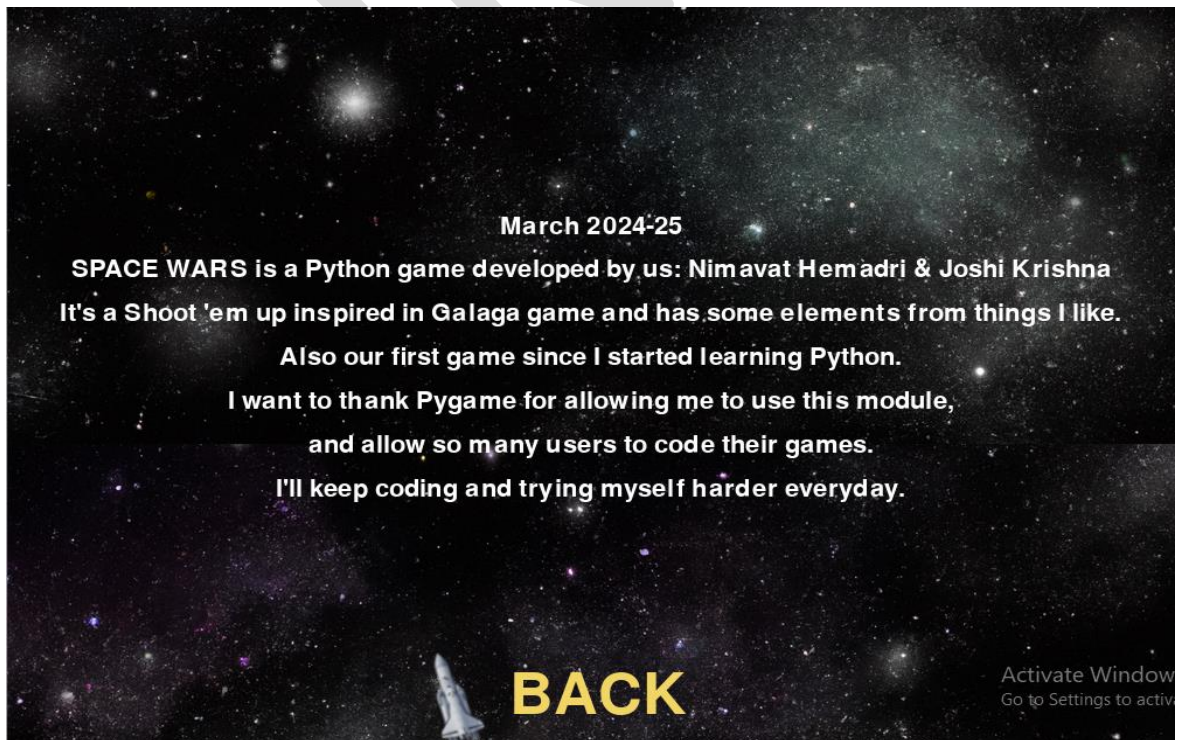 March 2024-25
SPACE WARS is a Python game developed by us: Nimavat Hemadri & Joshi Krishna
It's a Shoot 'em up inspired in Galaga game and has some elements from things I like.
Also our first game since I started learning Python.
I want to thank Pygame for allowing me to use this module,
and allow so many users to code their games.
I'll keep coding and trying myself harder everyday.
BACK
Activate Window
Go to Settings to activ